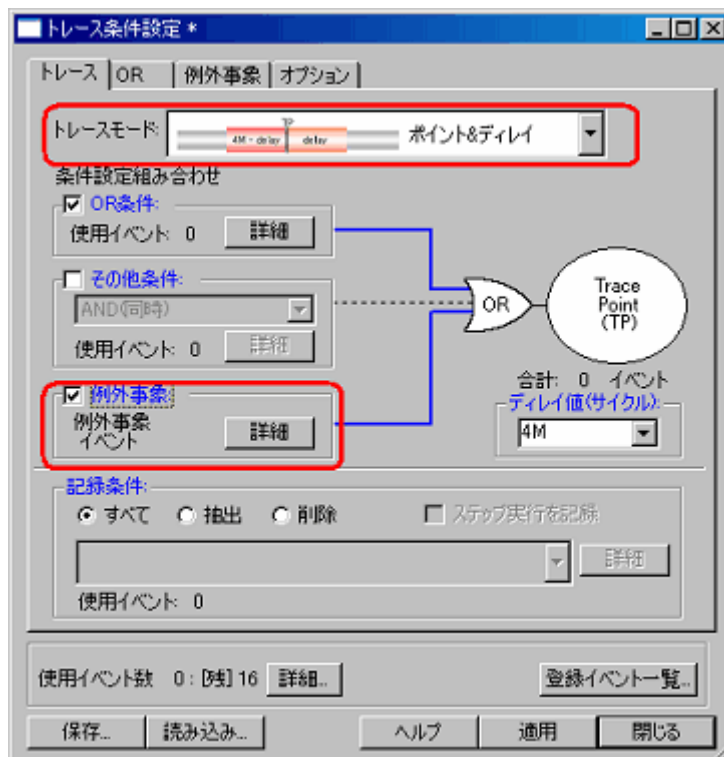 トレース条件設定 *
トレース OR 例外事象 オプション
トレースモード: TP 4M - delay delay ポイント&ディレイ
条件設定組み合わせ
OR条件:
使用イベント: 0 詳細
その他条件:
AND(同時)
使用イベント: 0 詳細
例外事象:
例外事象
イベント
詳細
OR
Trace
Point
(TP)
合計: 0 イベント
ディレイ値(サイクル):
4M
記録条件:
すべて 抽出 削除 ステップ実行を記録
詳細
使用イベント: 0
使用イベント数 0 : [残] 16 詳細... 登録イベント一覧...
保存... 読み込み... ヘルプ 適用 閉じる